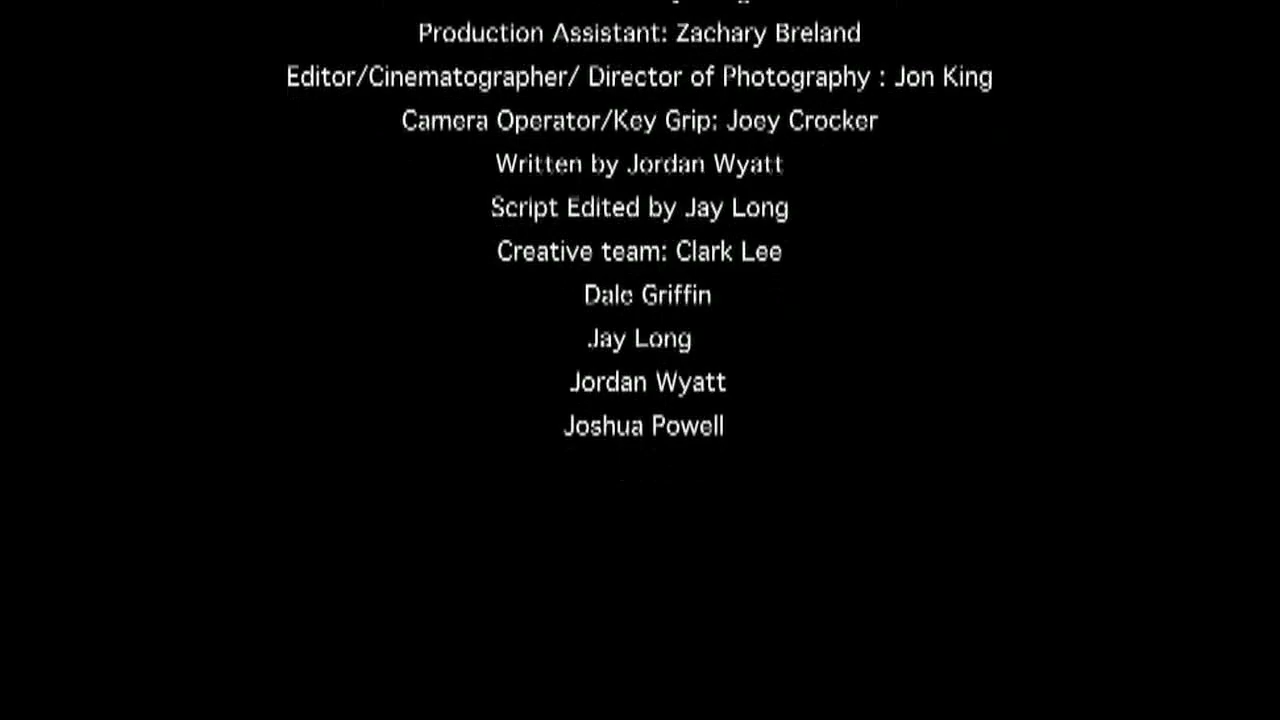 Production Assistant: Zachary Breland
Editor/Cinematographer/ Director of Photography : Jon King
Camera Operator/Key Grip: Joey Crocker
Written by Jordan Wyatt
Script Edited by Jay Long
Creative team: Clark Lee
Dale Griffin
Jay Long
Jordan Wyatt
Joshua Powell